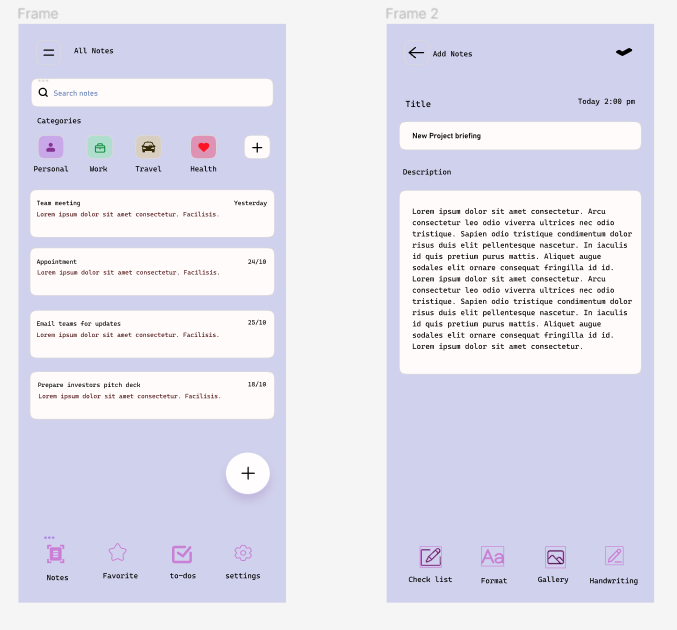 Frame
All Notes
Search notes
Categories
Personal Work Travel Health
Team meeting Yesterday
Lorem ipsum dolor sit amet consectetur. Facilisis.
Appointment 24/10
Lorem ipsum dolor sit amet consectetur. Facilisis.
Email teams for updates 25/10
Lorem ipsum dolor sit amet consectetur. Facilisis.
Prepare investors pitch deck 18/10
Lorem ipsum dolor sit amet consectetur. Facilisis.
Notes Favorite to-dos settings
Frame 2
Add Notes
Title Today 2:00 pm
New Project briefing
Description
Lorem ipsum dolor sit amet consectetur. Arcu
consectetur leo odio viverra ultrices nec odio
tristique. Sapien odio tristique condimentum dolor
risus duis elit pellentesque nascetur. In iaculis
id quis pretium purus mattis. Aliquet augue
sodales elit ornare consequat fringilla id id.
Lorem ipsum dolor sit amet consectetur. Arcu
consectetur leo odio viverra ultrices nec odio
tristique. Sapien odio tristique condimentum dolor
risus duis elit pellentesque nascetur. In iaculis
id quis pretium purus mattis. Aliquet augue
sodales elit ornare consequat fringilla id id.
Lorem ipsum dolor sit amet consectetur.
Aa
Check list Format Gallery Handwriting